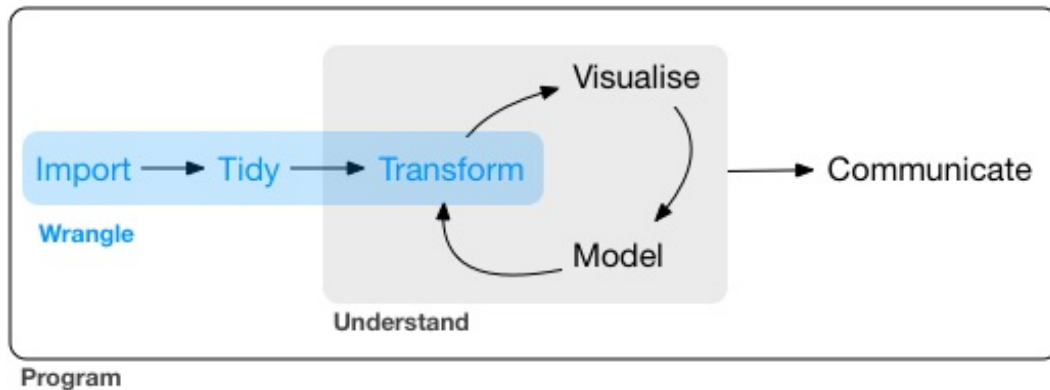 Visualise
Import Tidy Transform Communicate
Wrangle
Model
Understand
Program